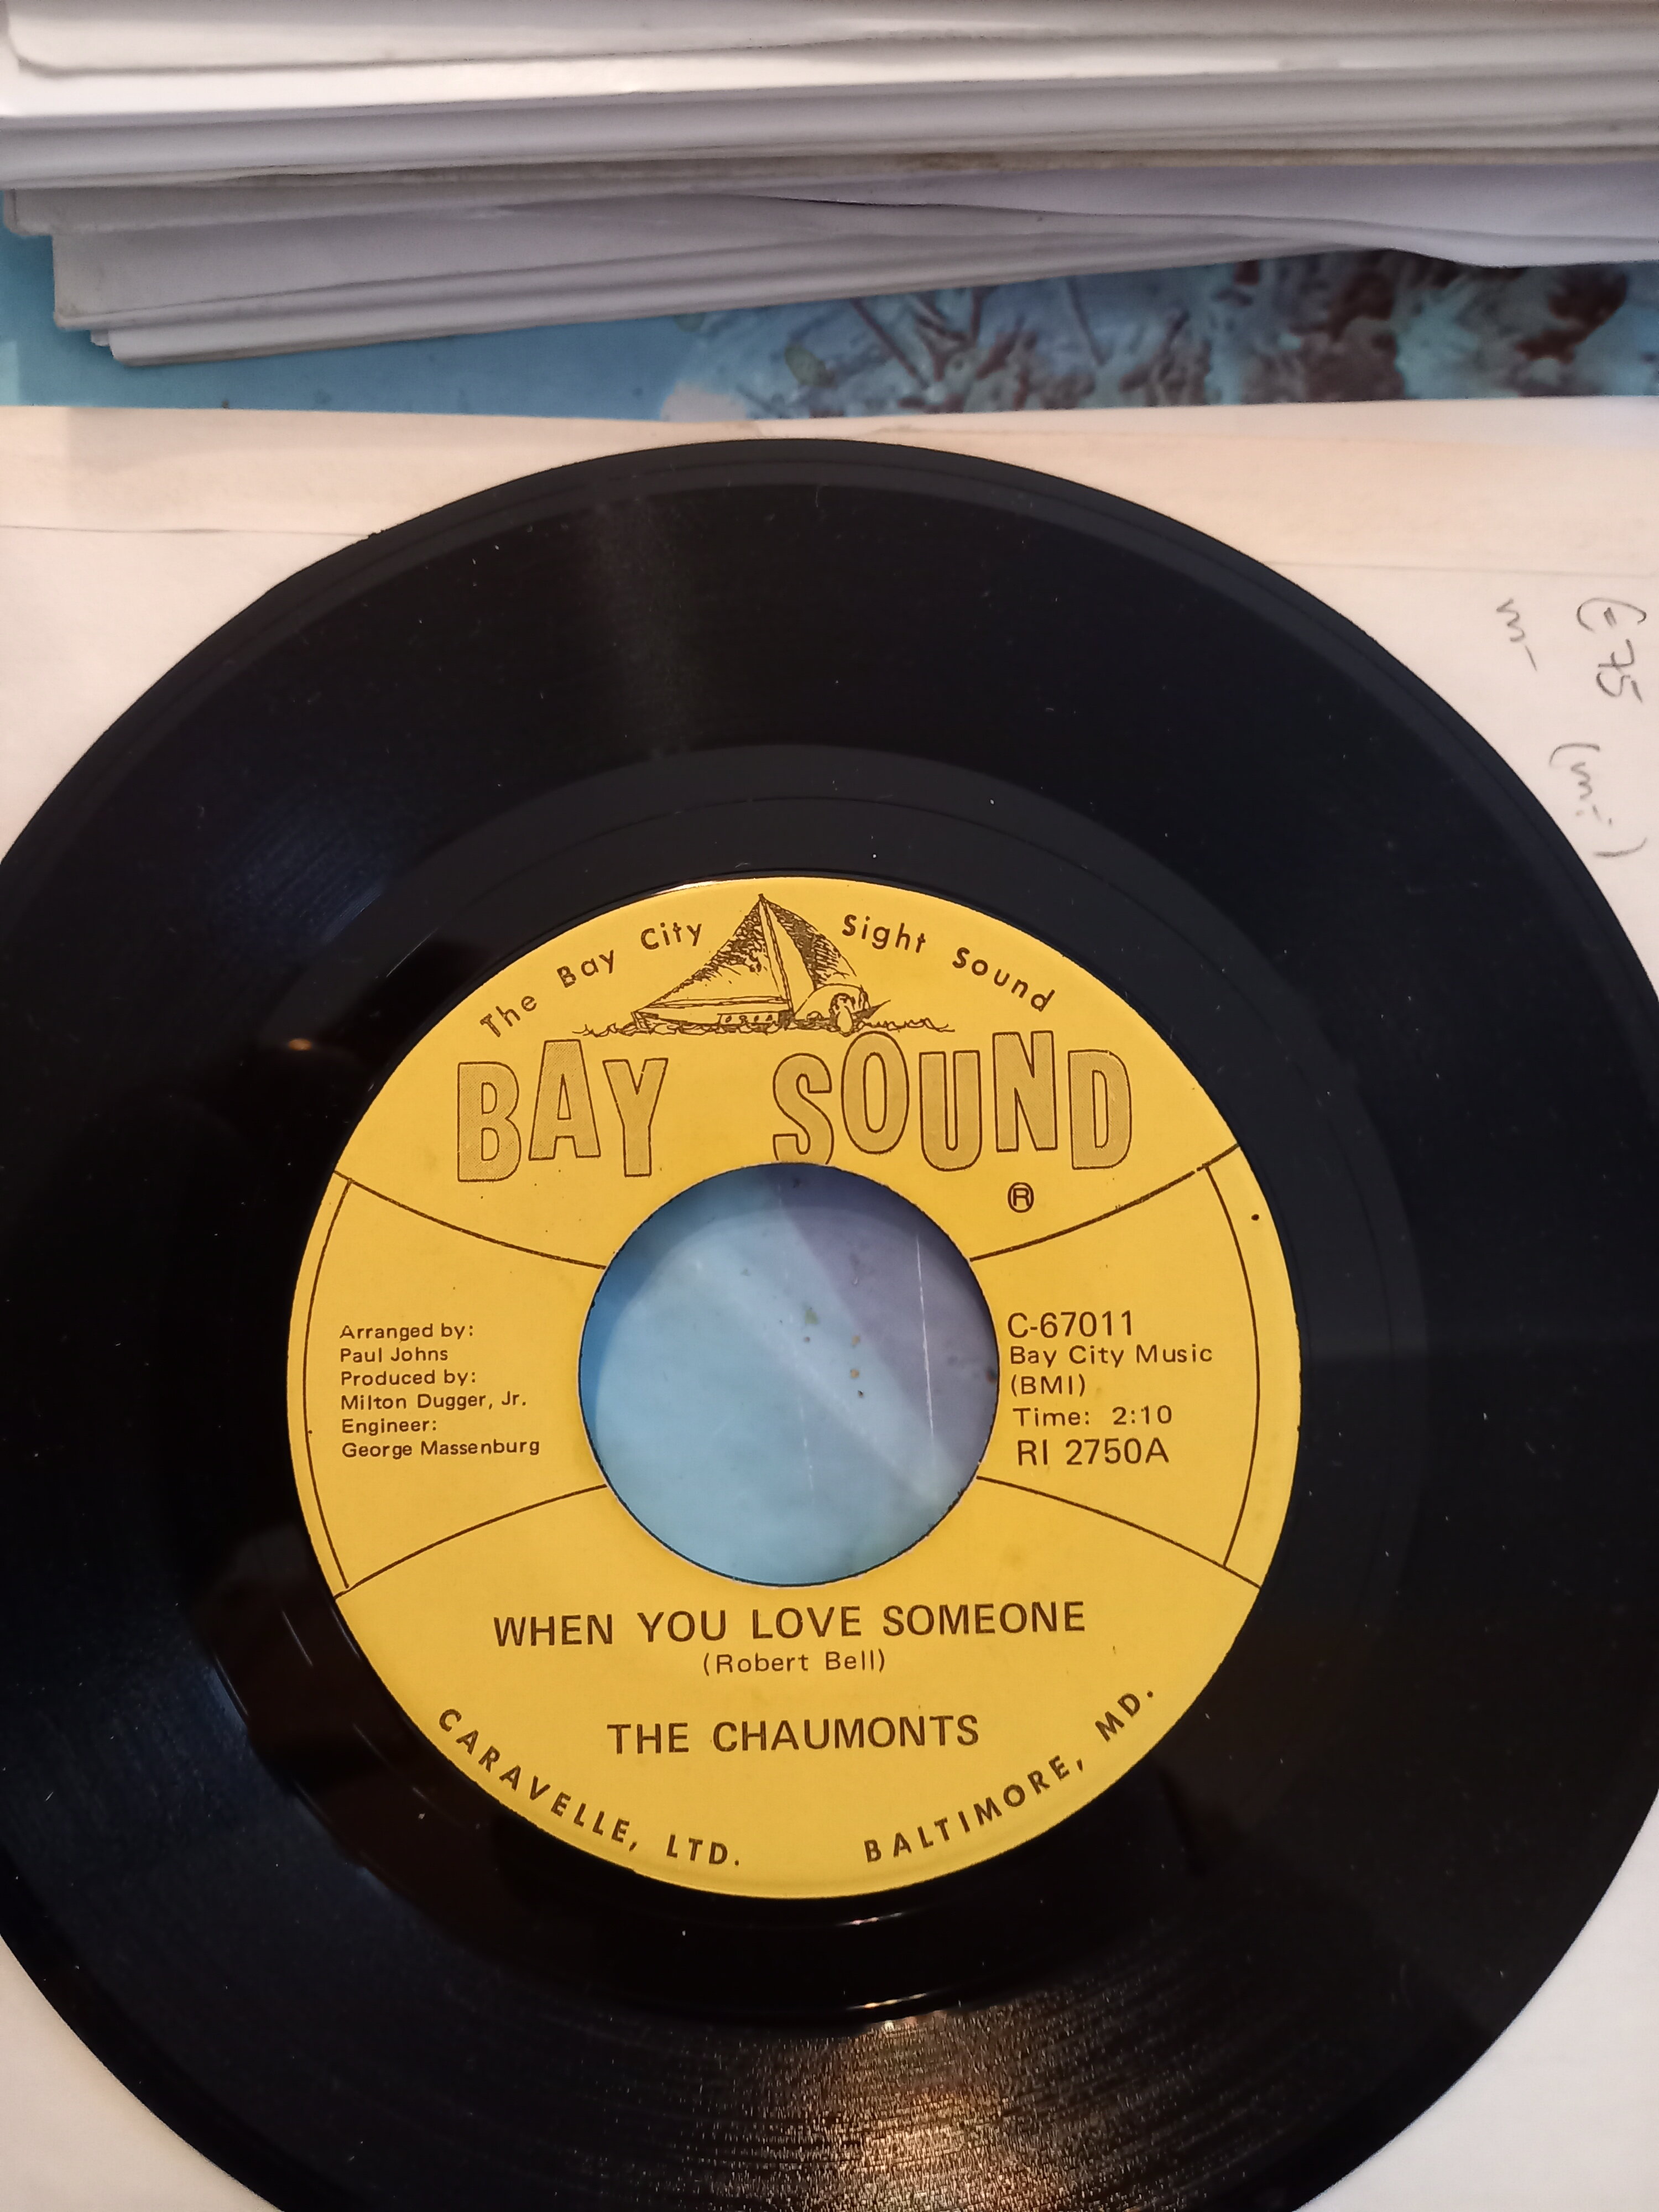 The Bay City Sight Sound
BAY SOUND
®
Arranged by:
Paul Johns
Produced by:
Milton Dugger, Jr.
Engineer:
George Massenburg
C-67011
Bay City Music
(BMI)
Time: 2:10
RI 2750A
WHEN YOU LOVE SOMEONE
(Robert Bell)
THE CHAUMONTS
CARAVELLE, LTD. BALTIMORE, MD.
m-